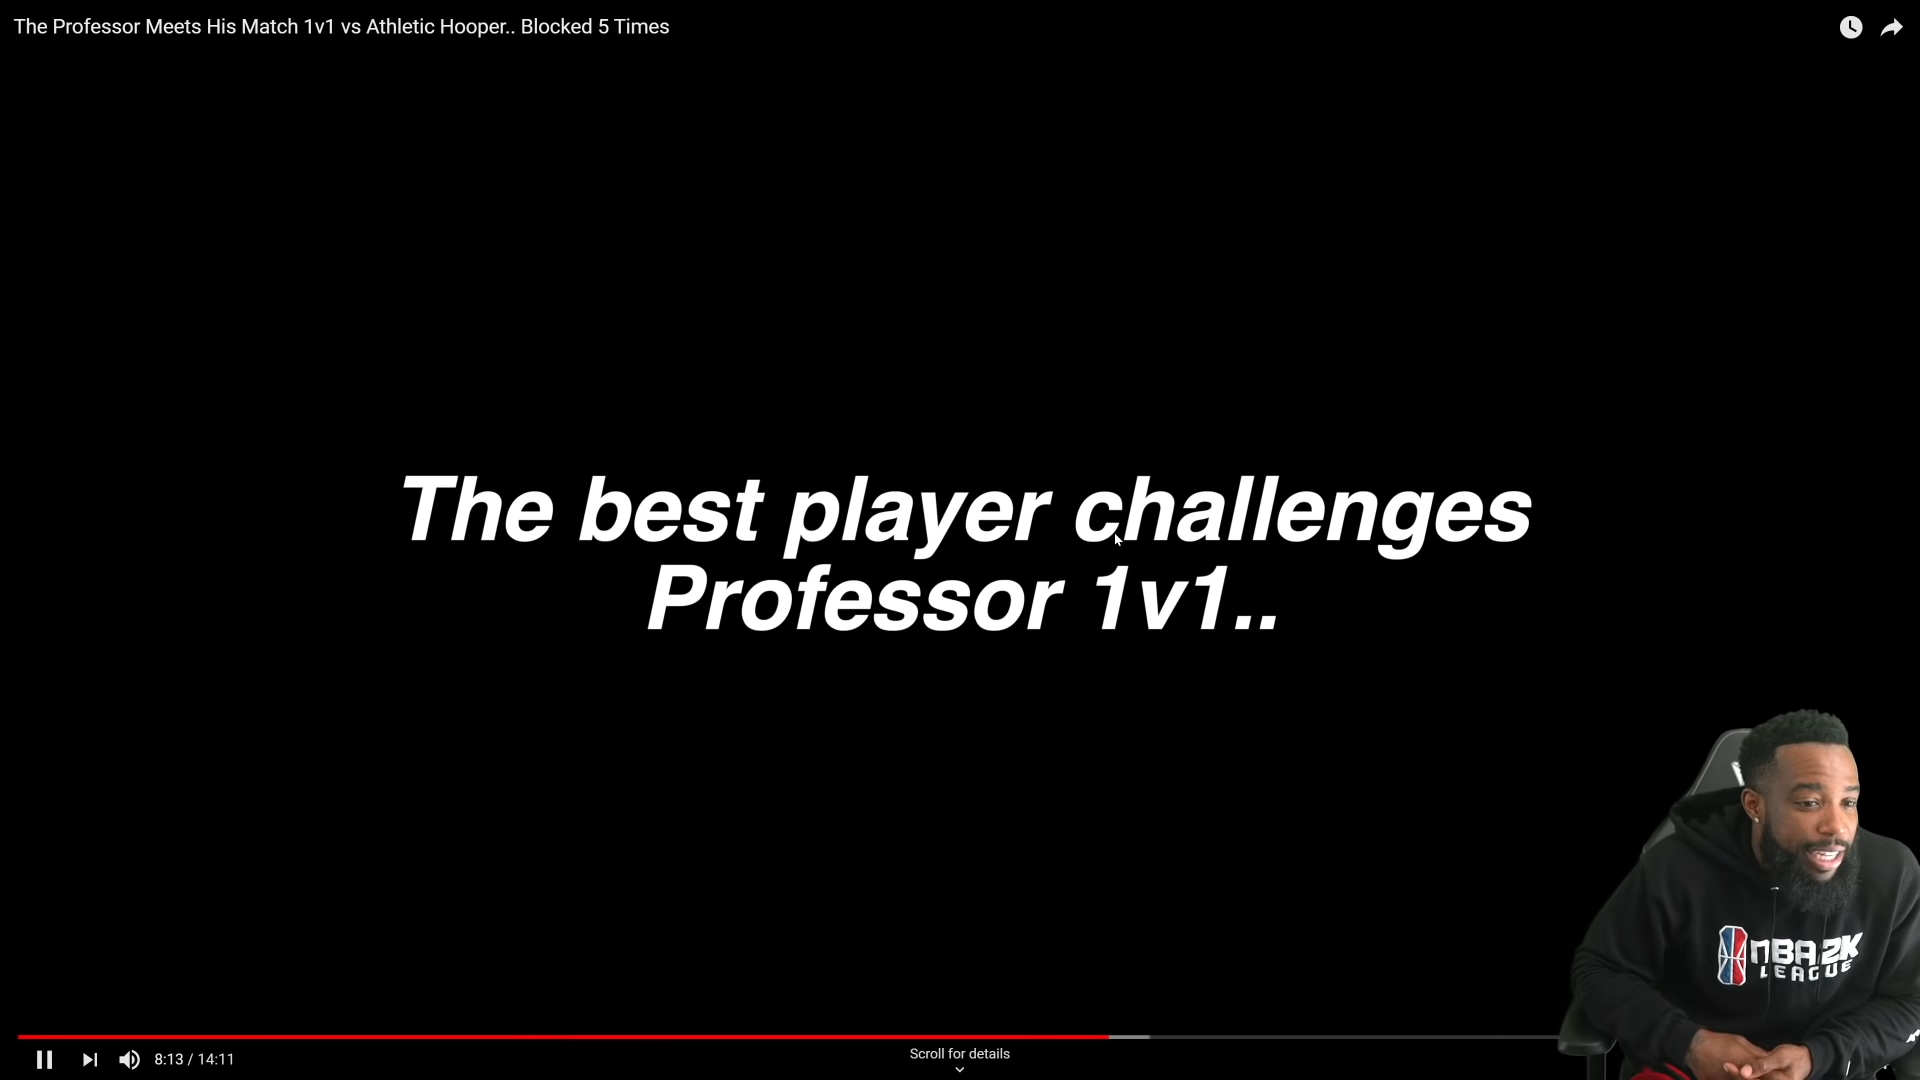 The Professor Meets His Match 1v1 vs Athletic Hooper.. Blocked 5 Times
The best player challenges
Professor 1v1..
NBA 2K
LEAGUE
8:13 / 14:11
Scroll for details